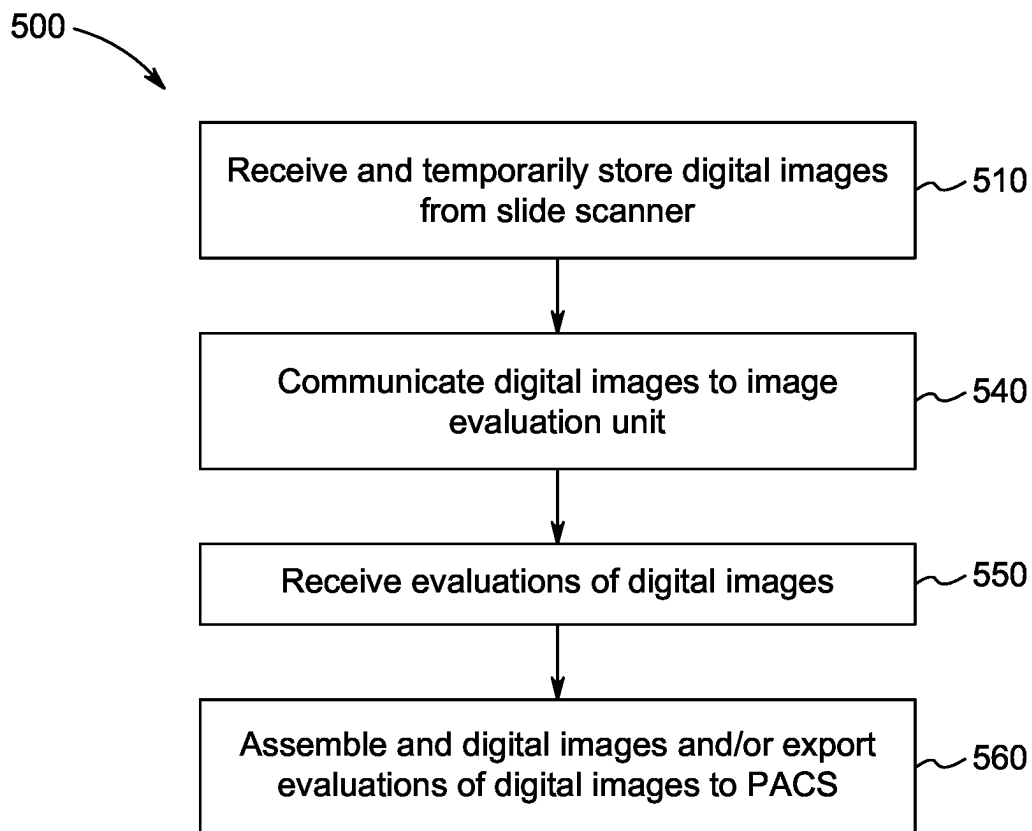 500
Receive and temporarily store digital images
from slide scanner
510
Communicate digital images to image
evaluation unit
540
Receive evaluations of digital images
550
Assemble and digital images and/or export
evaluations of digital images to PACS
560